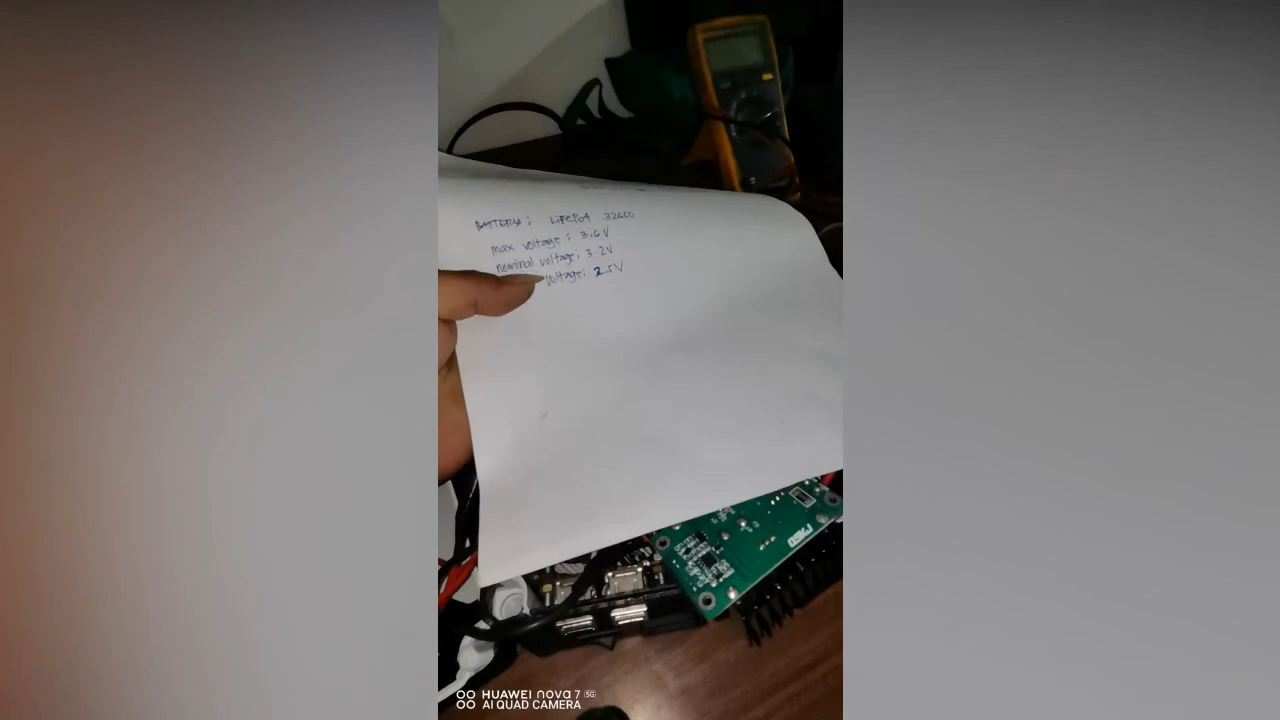 BATTERY: LiFePO4 32650
max voltage: 3.6V
nominal voltage: 3.2V
voltage: 2.5V
HUAWEI nova 7 5G
AI QUAD CAMERA